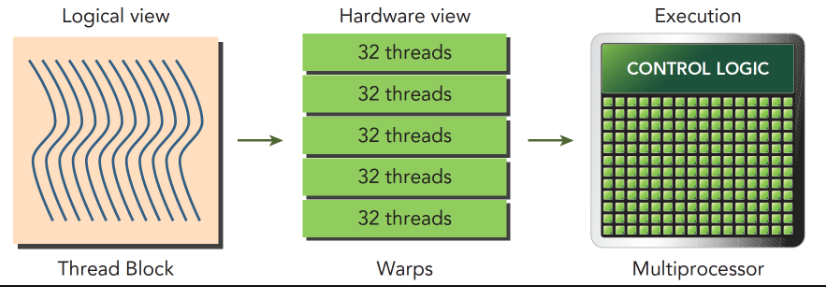 Logical view
Hardware view
Execution
32 threads
32 threads
32 threads
32 threads
32 threads
CONTROL LOGIC
Thread Block
Warps
Multiprocessor